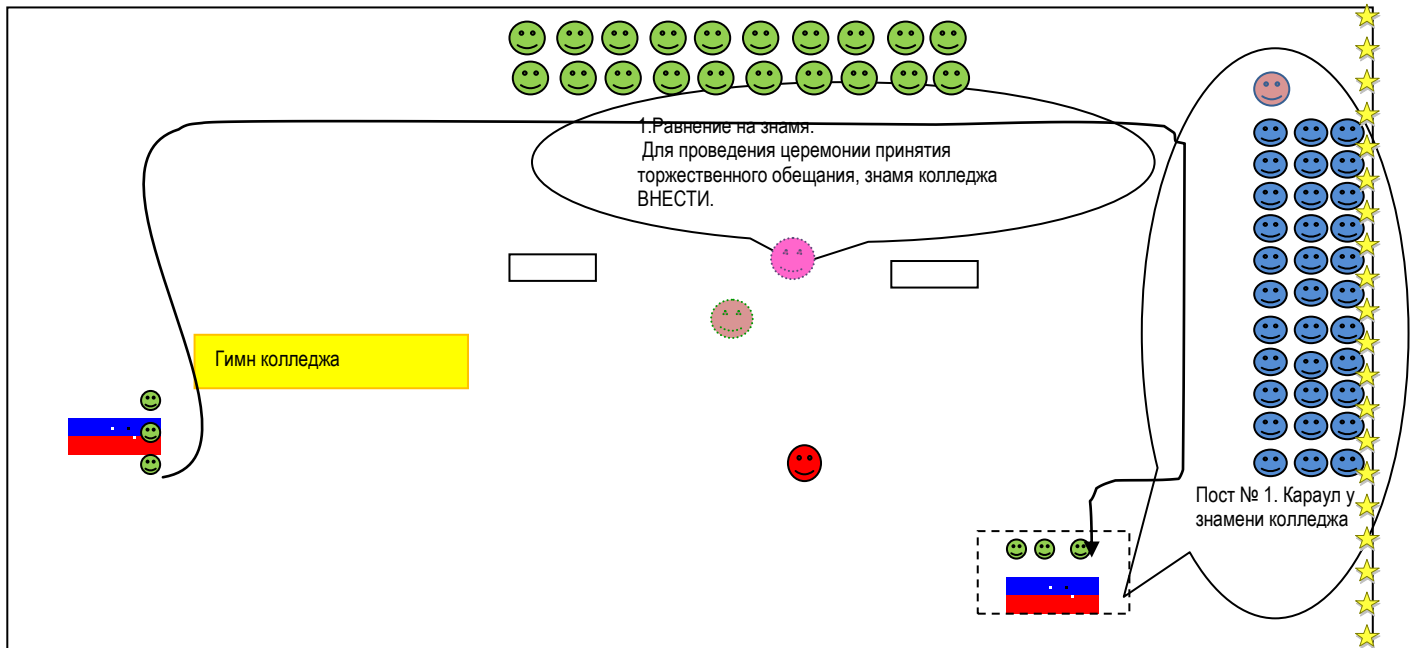 1.Равнение на знамя.
Для проведения церемонии принятия
торжественного обещания, знамя колледжа
ВНЕСТИ.
Гимн колледжа
Пост № 1. Караул у
знамени колледжа